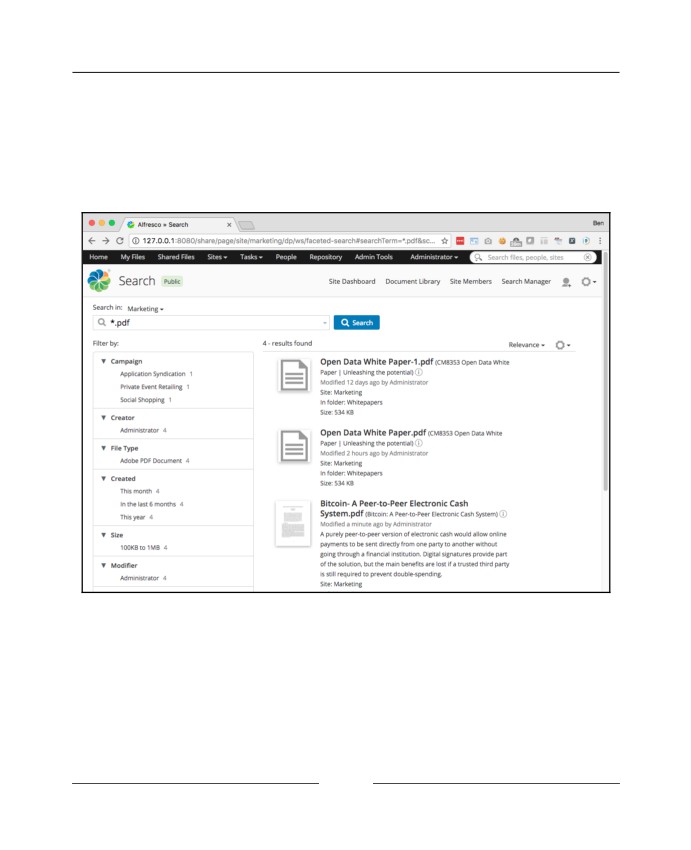 Alfresco » Search
Ben
127.0.0.1:8080/share/page/site/marketing/dp/ws/faceted-search#searchTerm=*.pdf&sc...
Home My Files Shared Files Sites Tasks People Repository Admin Tools Administrator Search files, people, sites
Search Public
Site Dashboard Document Library Site Members Search Manager
Search in: Marketing
*.pdf
Search
Filter by:
Campaign
Application Syndication 1
Private Event Retailing 1
Social Shopping 1
Creator
Administrator 4
File Type
Adobe PDF Document 4
Created
This month 4
In the last 6 months 4
This year 4
Size
100KB to 1MB 4
Modifier
Administrator 4
4 - results found
Relevance
Open Data White Paper-1.pdf (CM8353 Open Data White
Paper | Unleashing the potential)
Modified 12 days ago by Administrator
Site: Marketing
In folder: Whitepapers
Size: 534 KB
Open Data White Paper.pdf (CM8353 Open Data White
Paper | Unleashing the potential)
Modified 2 hours ago by Administrator
Site: Marketing
In folder: Whitepapers
Size: 534 KB
Bitcoin- A Peer-to-Peer Electronic Cash
System.pdf (Bitcoin: A Peer-to-Peer Electronic Cash System)
Modified a minute ago by Administrator
A purely peer-to-peer version of electronic cash would allow online
payments to be sent directly from one party to another without
going through a financial institution. Digital signatures provide part
of the solution, but the main benefits are lost if a trusted third party
is still required to prevent double-spending.
Site: Marketing